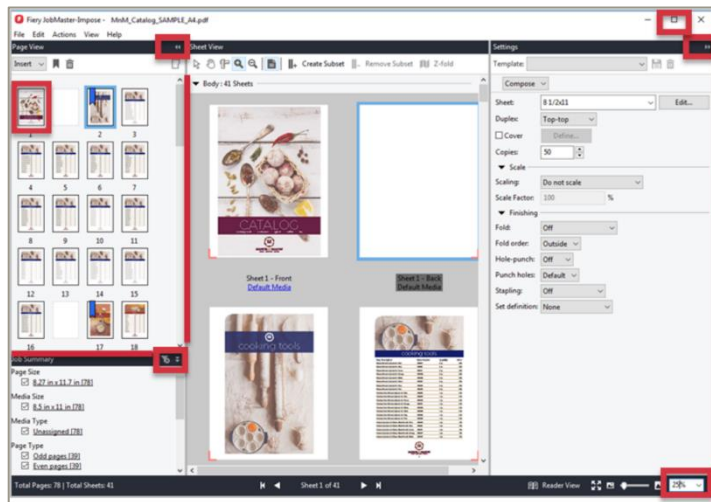 Fiery JobMaster-Impose - MnM_Catalog_SAMPLE_A4.pdf
File Edit Actions View Help
Page View
Sheet View
Settings
Insert
Create Subset
Remove Subset
Z-fold
Template:
Body : 41 Sheets
Compose
Sheet: 8 1/2x11 Edit...
Duplex: Top-top
Cover Define...
Copies: 50
Scale
Scaling: Do not scale
Scale Factor: 100 %
Finishing
Fold: Off
Fold order: Outside
Hole-punch: Off
Punch holes: Default
Stapling: Off
Set definition: None
1 2 3
4 5 6 7
8 9 10 11
12 13 14 15
16 17 18
CATALOG
Sheet 1 - Front
Default Media
Sheet 1 - Back
Default Media
cooking tools
cooking tools
Job Summary
Page Size
8.27 in x 11.7 in [78]
Media Size
8.5 in x 11 in [78]
Media Type
Unassigned [78]
Page Type
Odd pages [39]
Even pages [39]
Total Pages: 78 | Total Sheets: 41
Sheet 1 of 41
Reader View
25%